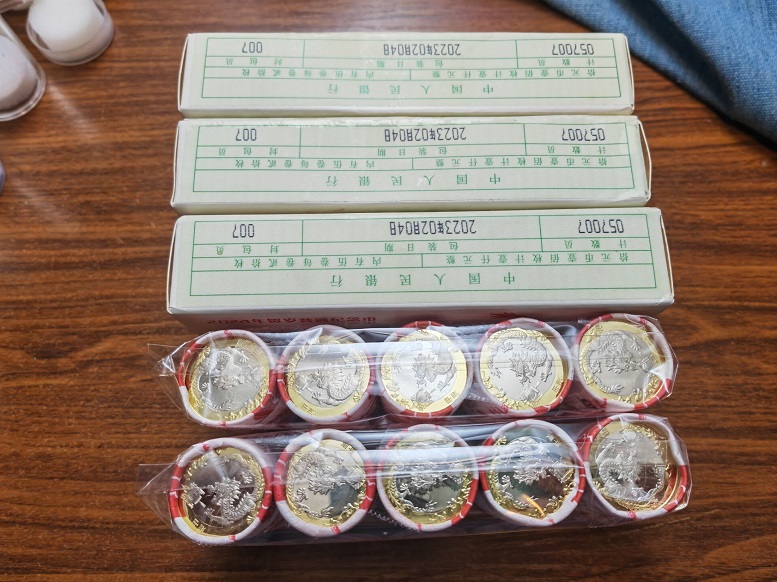 中国人民银行
拾元币壹佰枚计壹仟元整 内有伍卷每卷贰拾枚
计数员 包装日期 封包员
057007 2023年02月04日 007
中国人民银行
拾元币壹佰枚计壹仟元整 内有伍卷每卷贰拾枚
计数员 包装日期 封包员
057007 2023年02月04日 007
中国人民银行
拾元币壹佰枚计壹仟元整 内有伍卷每卷贰拾枚
计数员 包装日期 封包员
057007 2023年02月04日 007